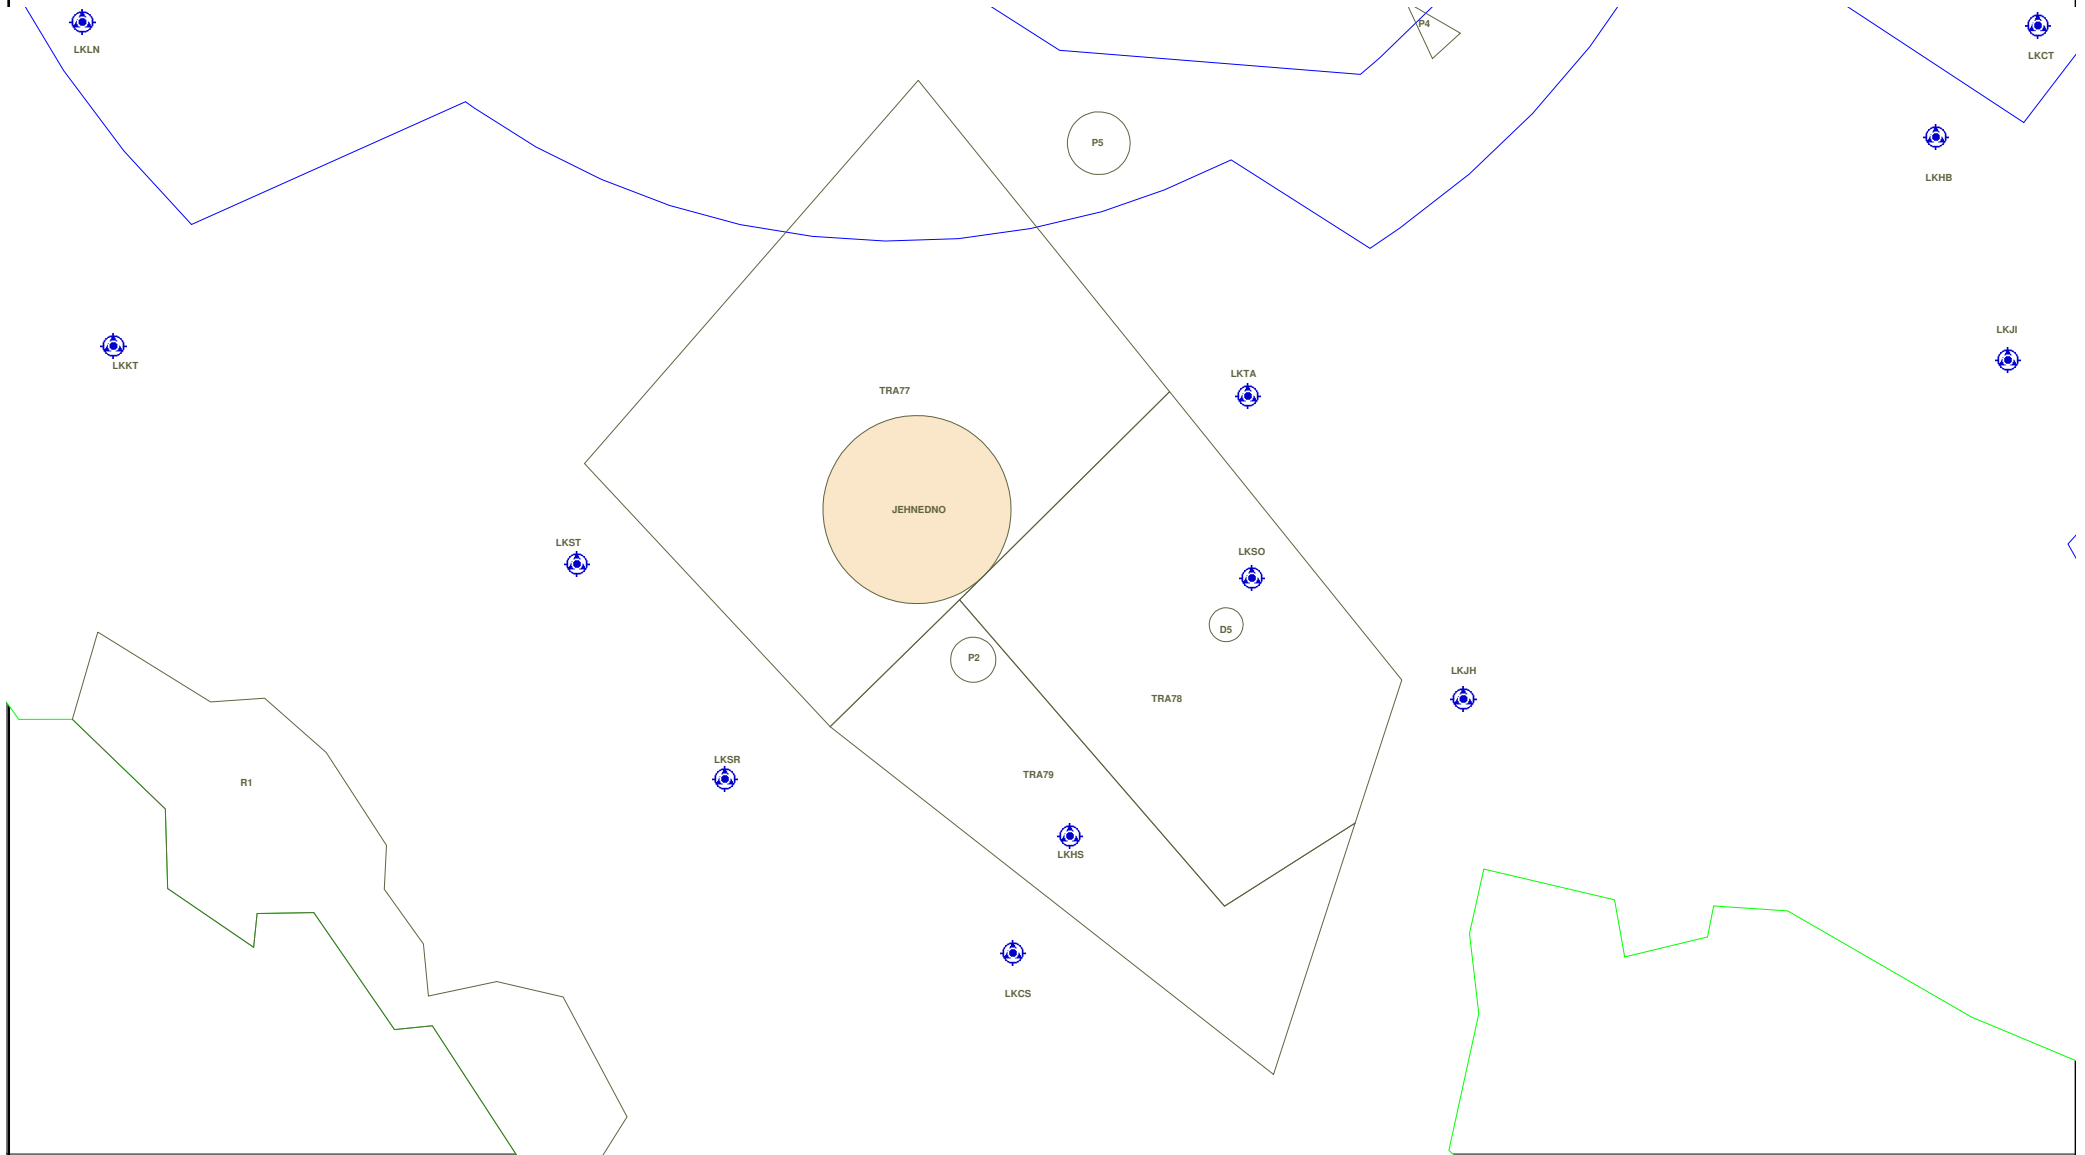 P4
LKLN
LKCT
P5
LKHB
LKJI
LKKT
LKTA
TRA77
JEHNEDNO
LKST
LKSO
D5
P2
LKJH
TRA78
LKSR
TRA79
R1
LKHS
LKCS